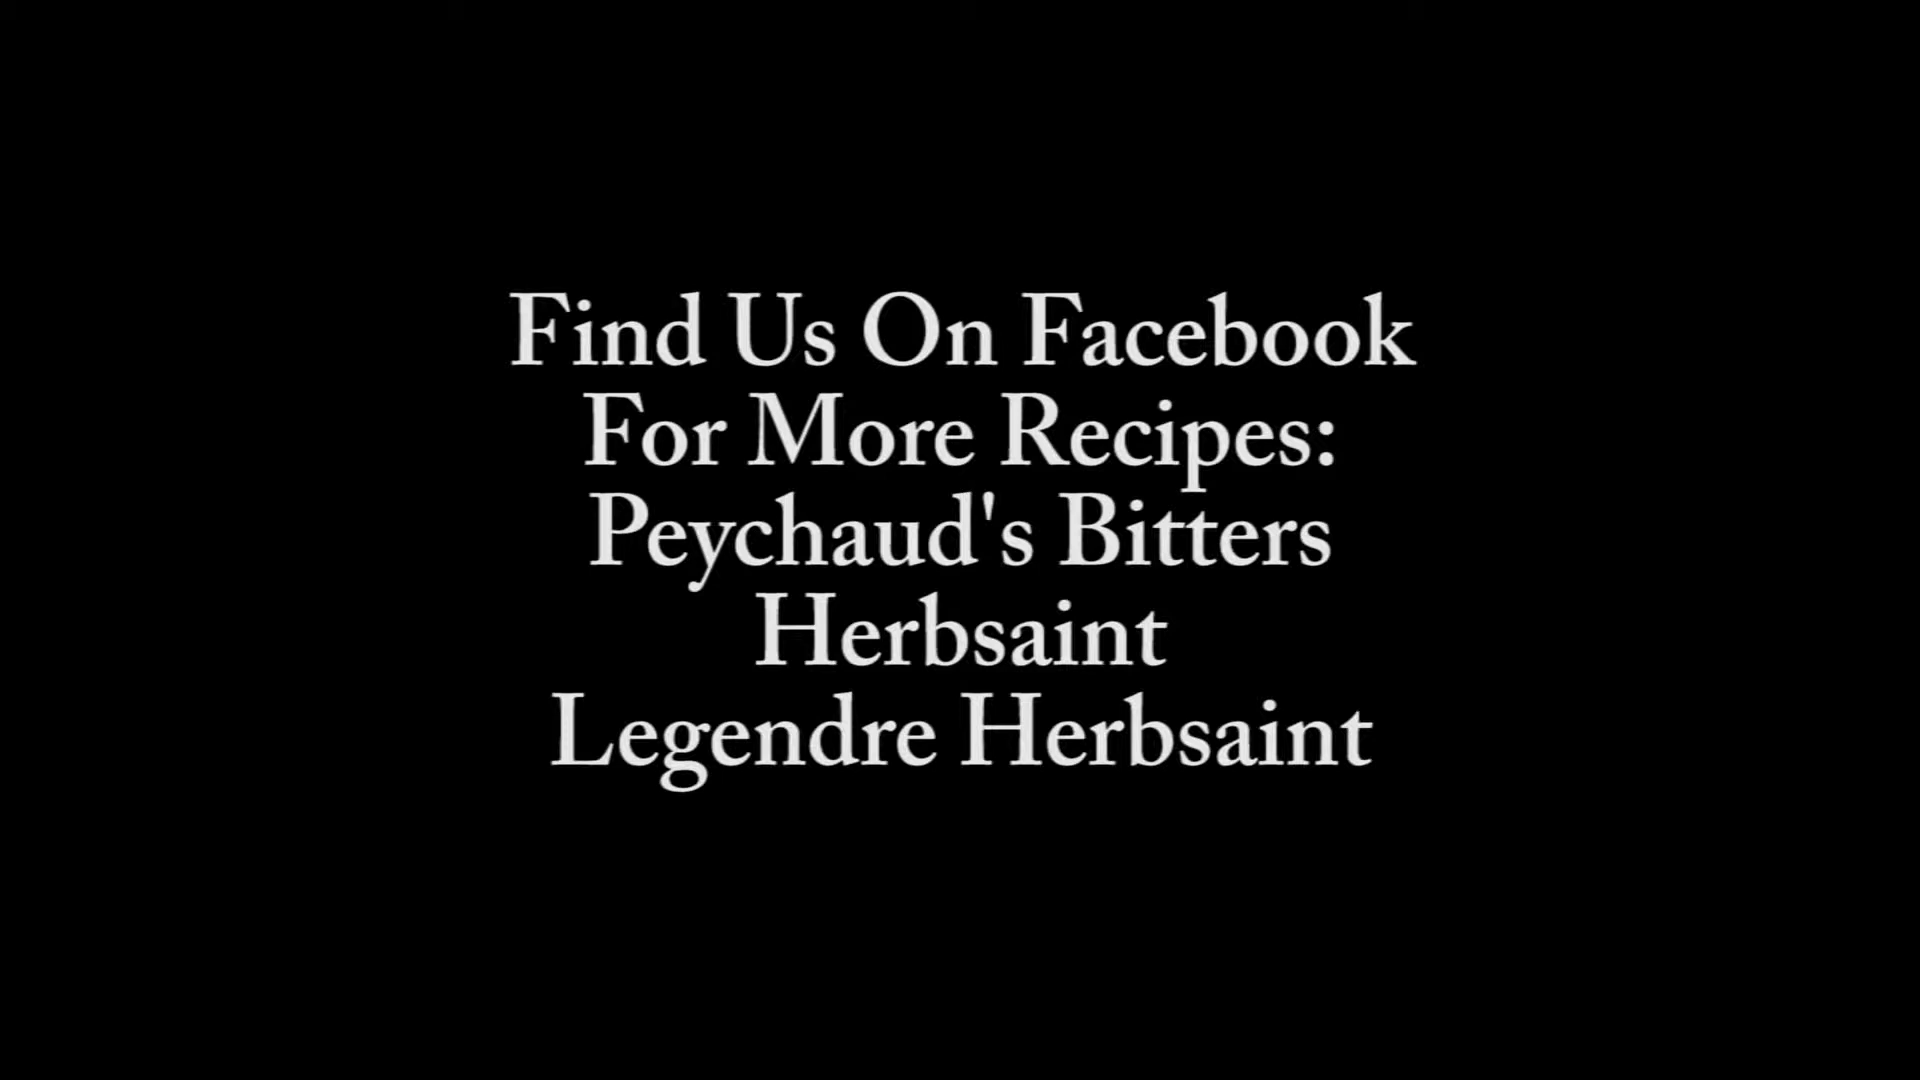 Find Us On Facebook
For More Recipes:
Peychaud's Bitters
Herbsaint
Legendre Herbsaint